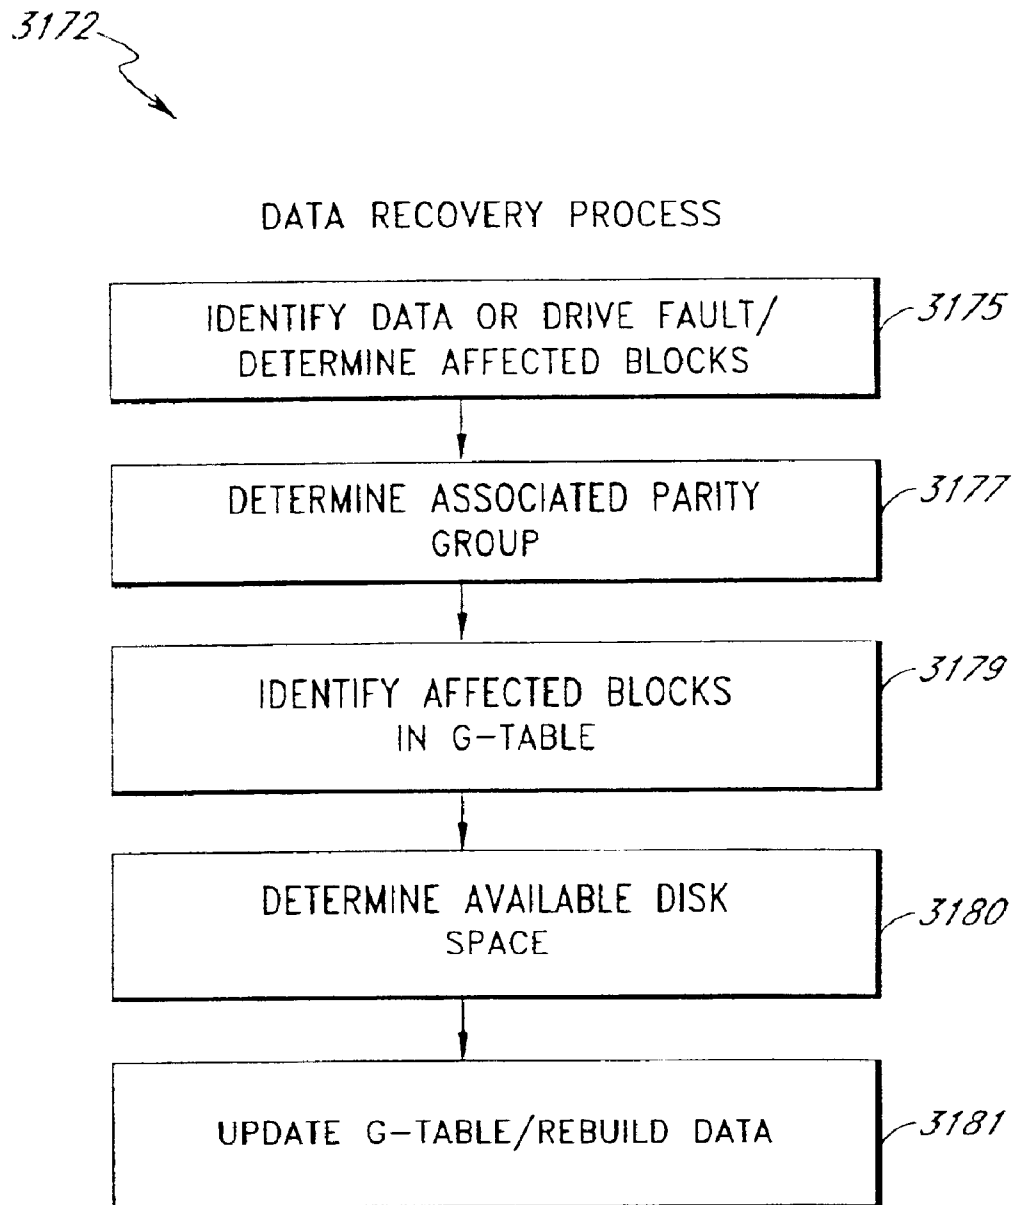 3172
DATA RECOVERY PROCESS
IDENTIFY DATA OR DRIVE FAULT/
DETERMINE AFFECTED BLOCKS
3175
DETERMINE ASSOCIATED PARITY
GROUP
3177
IDENTIFY AFFECTED BLOCKS
IN G-TABLE
3179
DETERMINE AVAILABLE DISK
SPACE
3180
UPDATE G-TABLE/REBUILD DATA
3181